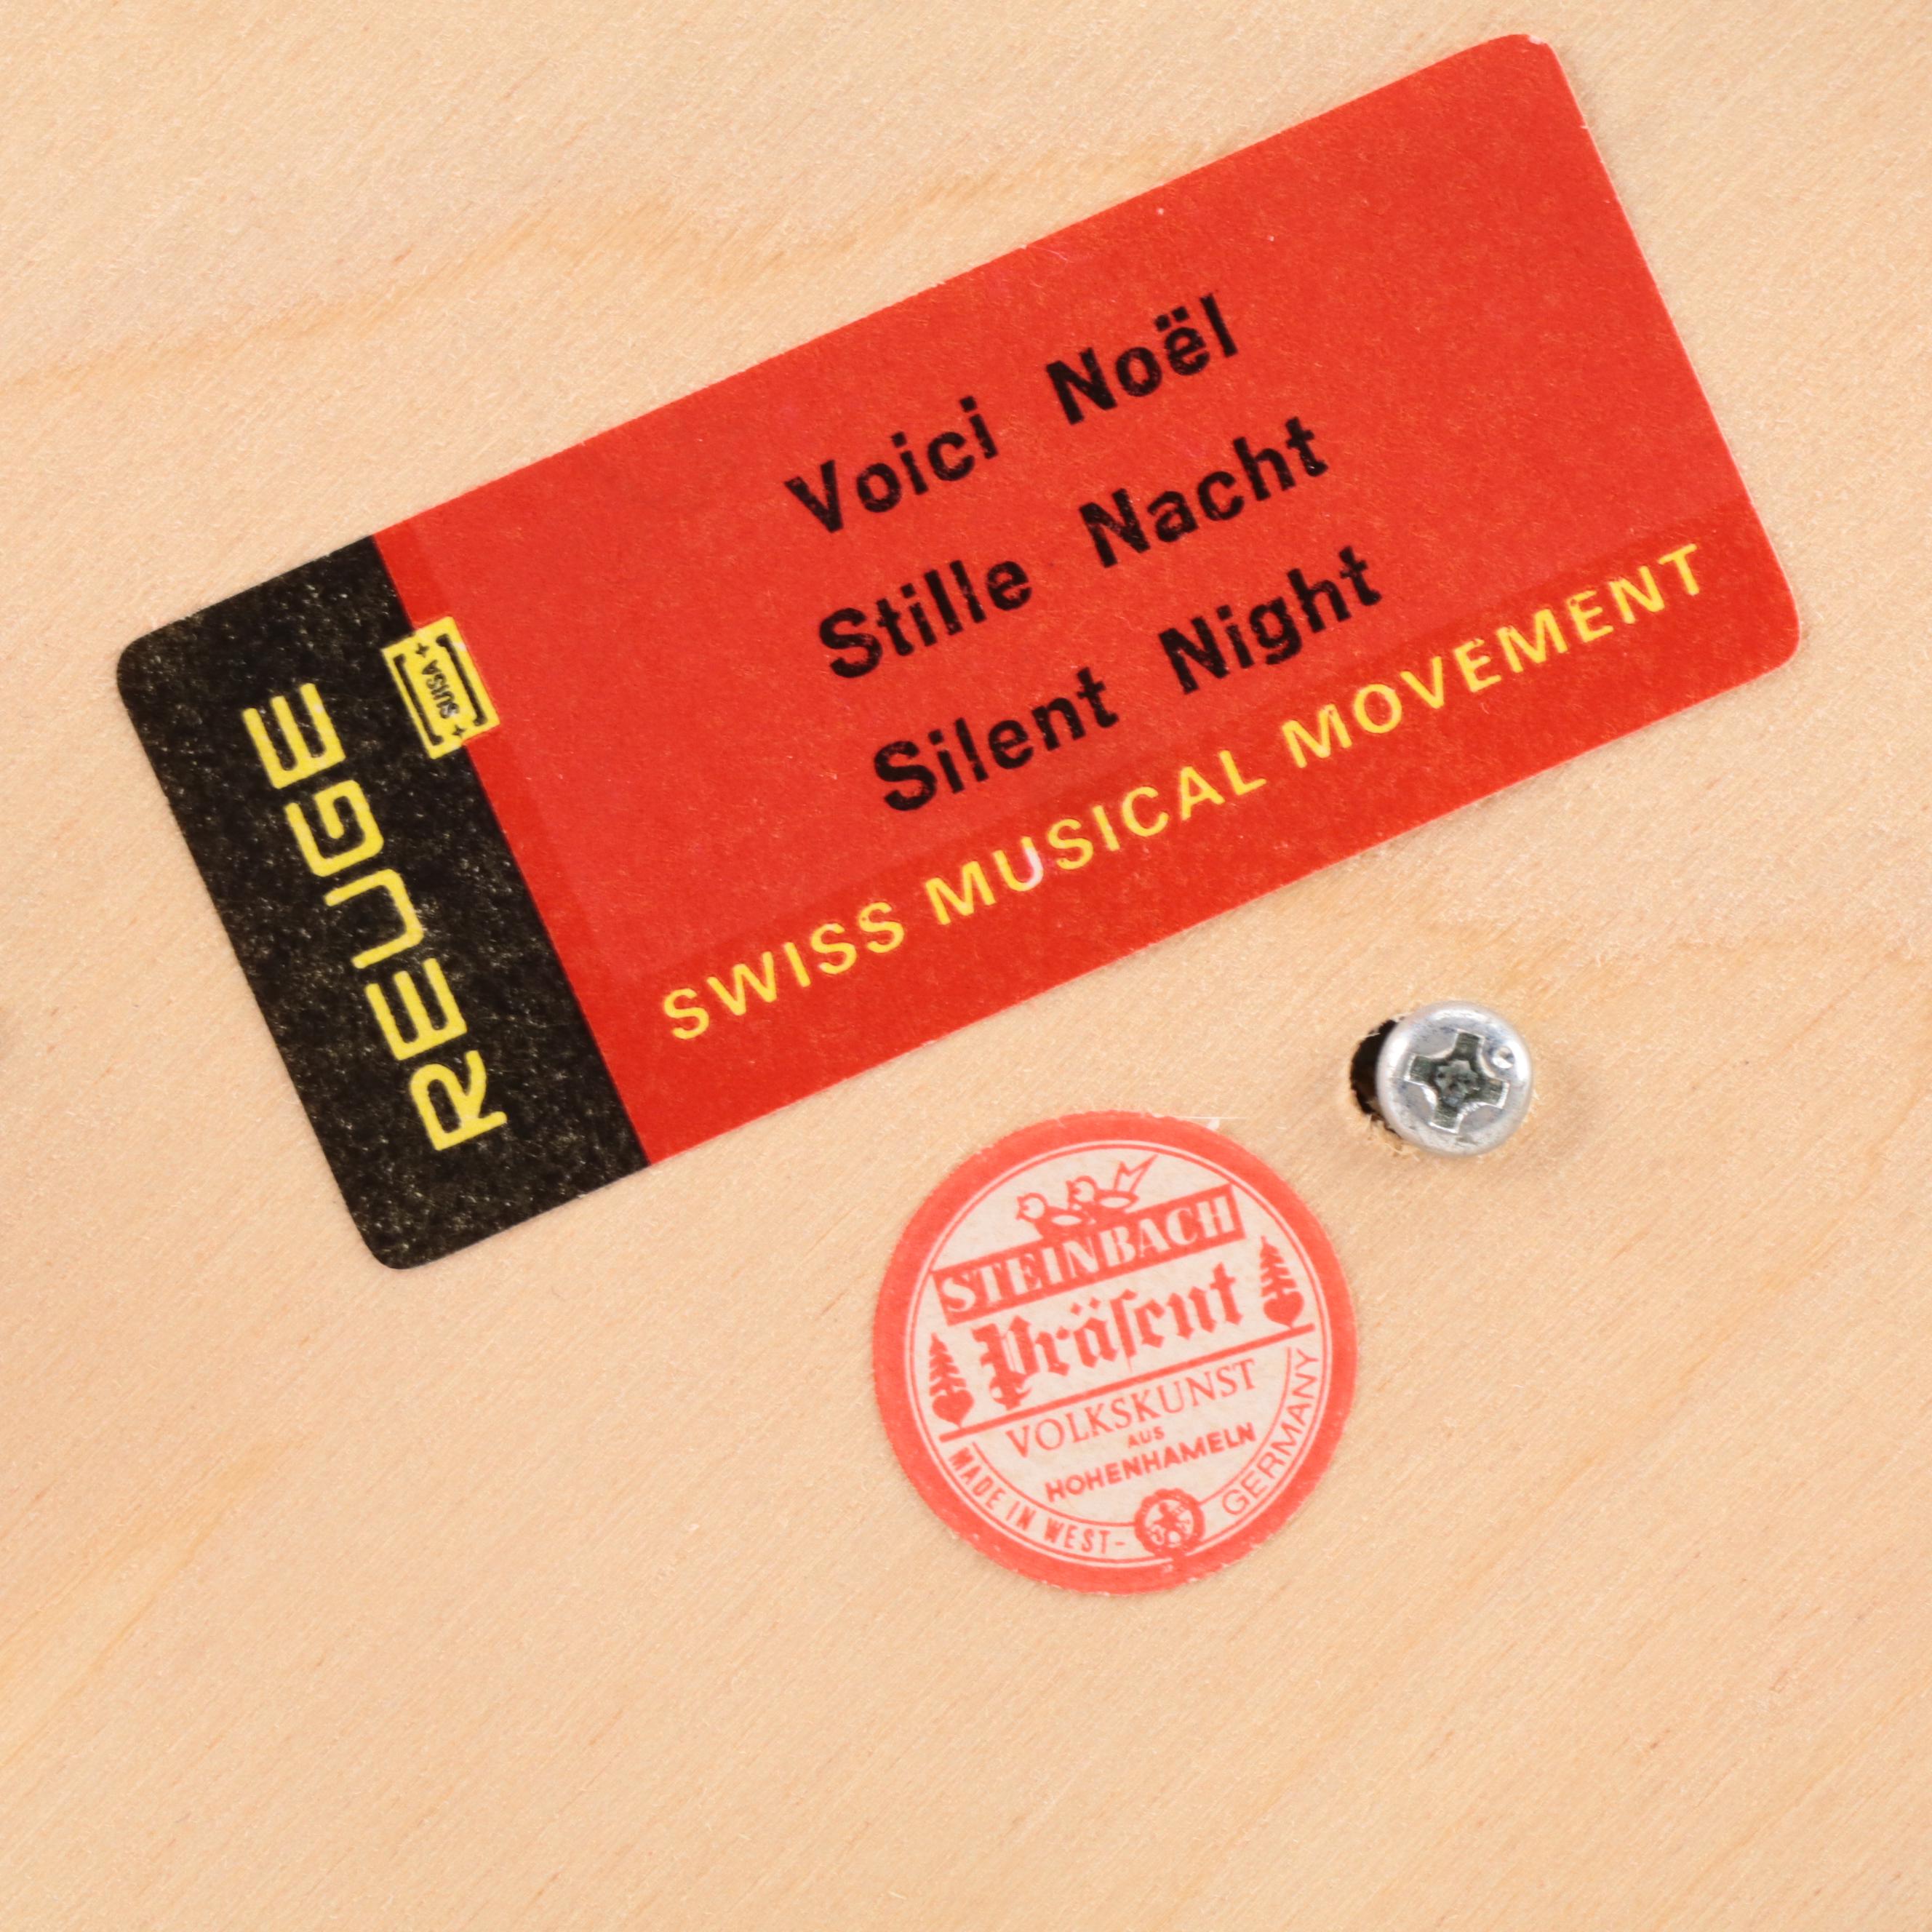 REUGE
+ SUISA +
Voici Noël
Stille Nacht
Silent Night
SWISS MUSICAL MOVEMENT
STEINBACH
Präſent
VOLKSKUNST
AUS
HOHENHAMELN
MADE IN WEST-GERMANY